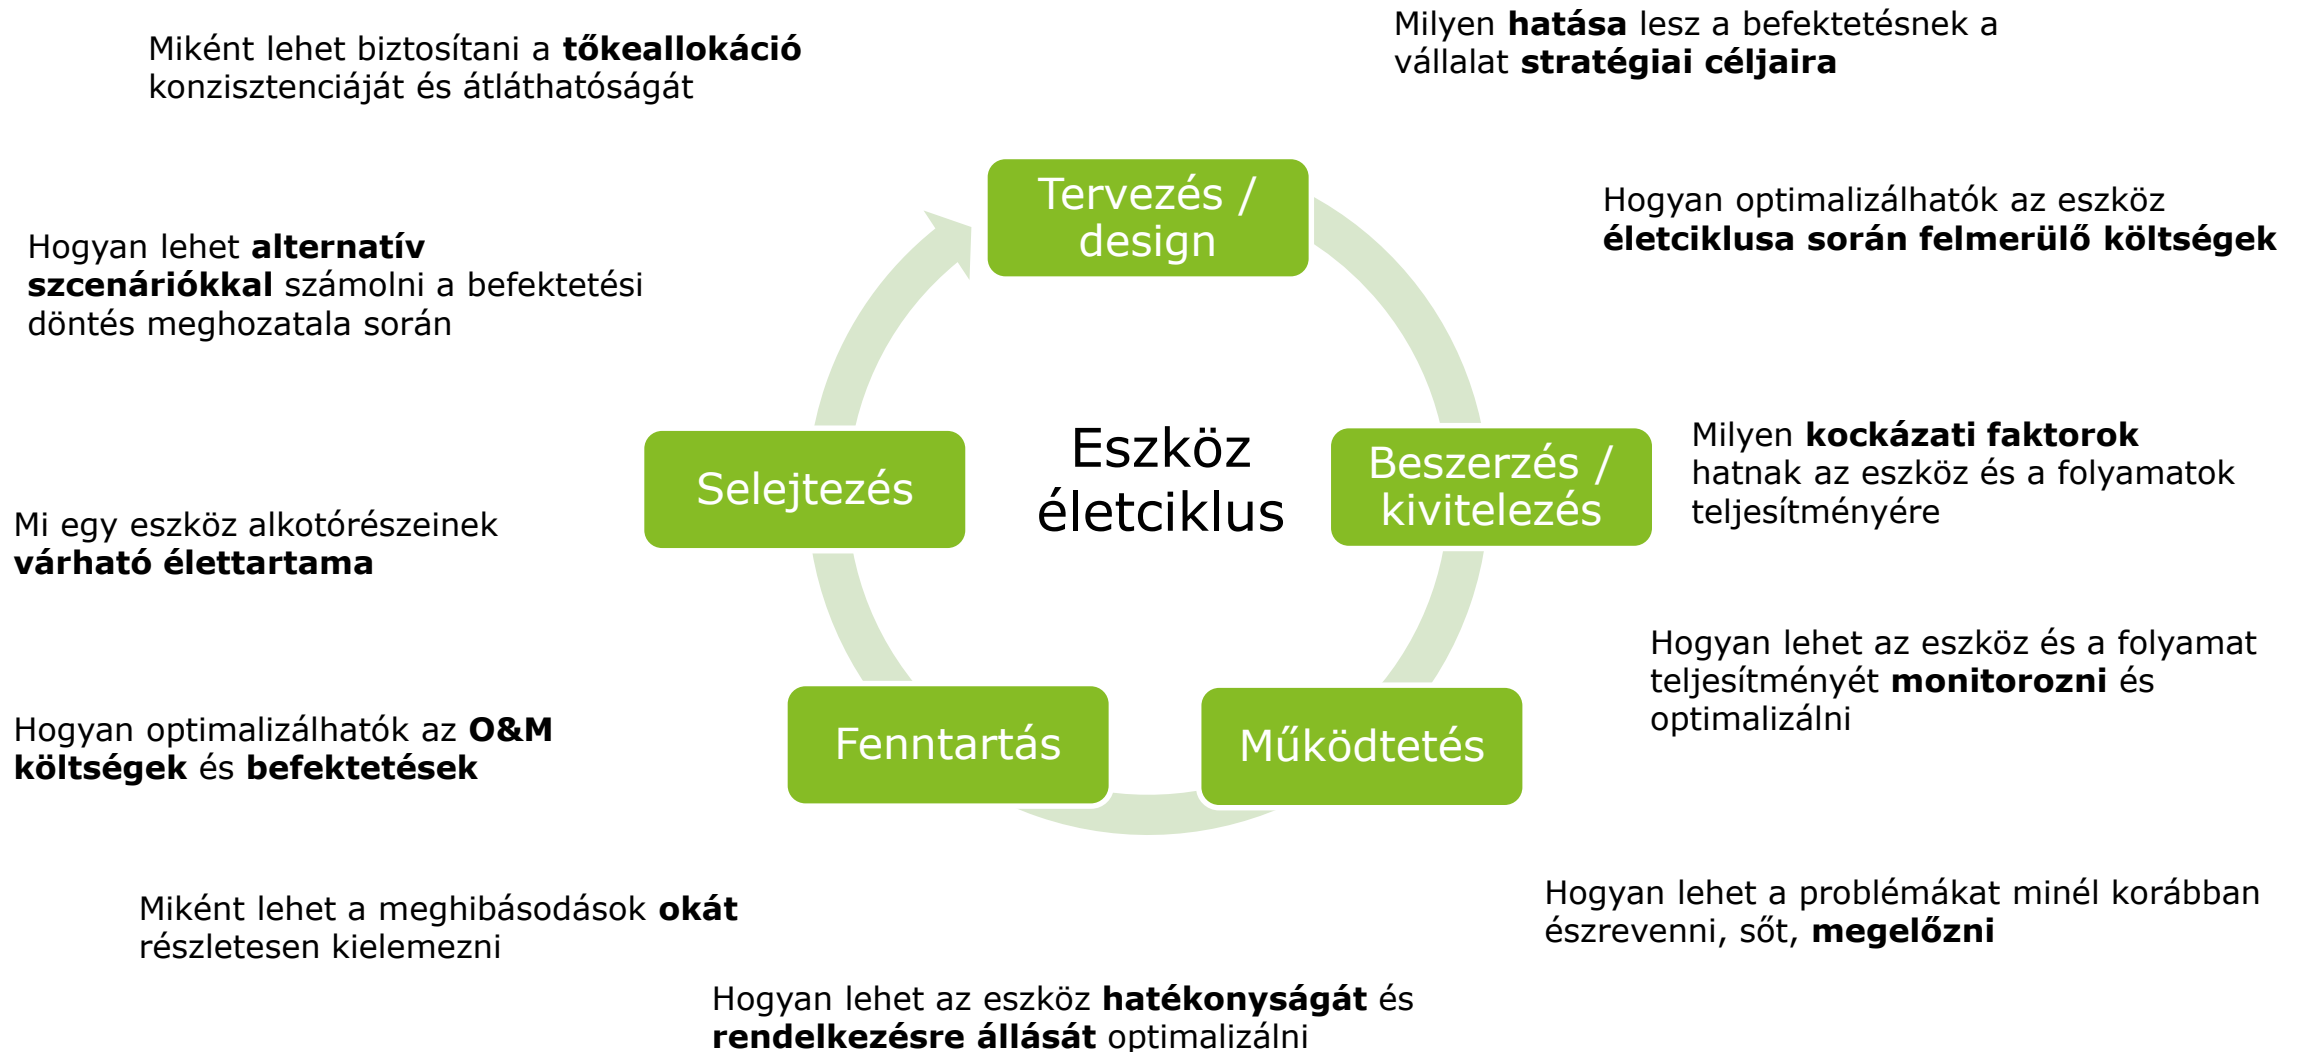 Milyen hatása lesz a befektetésnek a
vállalat stratégiai céljaira
Miként lehet biztosítani a tőkeallokáció
konzisztenciáját és átláthatóságát
Tervezés /
design
Hogyan optimalizálhatók az eszköz
életciklusa során felmerülő költségek
Hogyan lehet alternatív
szcenáriókkal számolni a befektetési
döntés meghozatala során
Eszköz
életciklus
Beszerzés /
kivitelezés
Milyen kockázati faktorok
hatnak az eszköz és a folyamatok
teljesítményére
Selejtezés
Mi egy eszköz alkotórészeinek
várható élettartama
Hogyan lehet az eszköz és a folyamat
teljesítményét monitorozni és
optimalizálni
Hogyan optimalizálhatók az O&M
költségek és befektetések
Fenntartás
Működtetés
Miként lehet a meghibásodások okát
részletesen kielemezni
Hogyan lehet a problémákat minél korábban
észrevenni, sőt, megelőzni
Hogyan lehet az eszköz hatékonyságát és
rendelkezésre állását optimalizálni